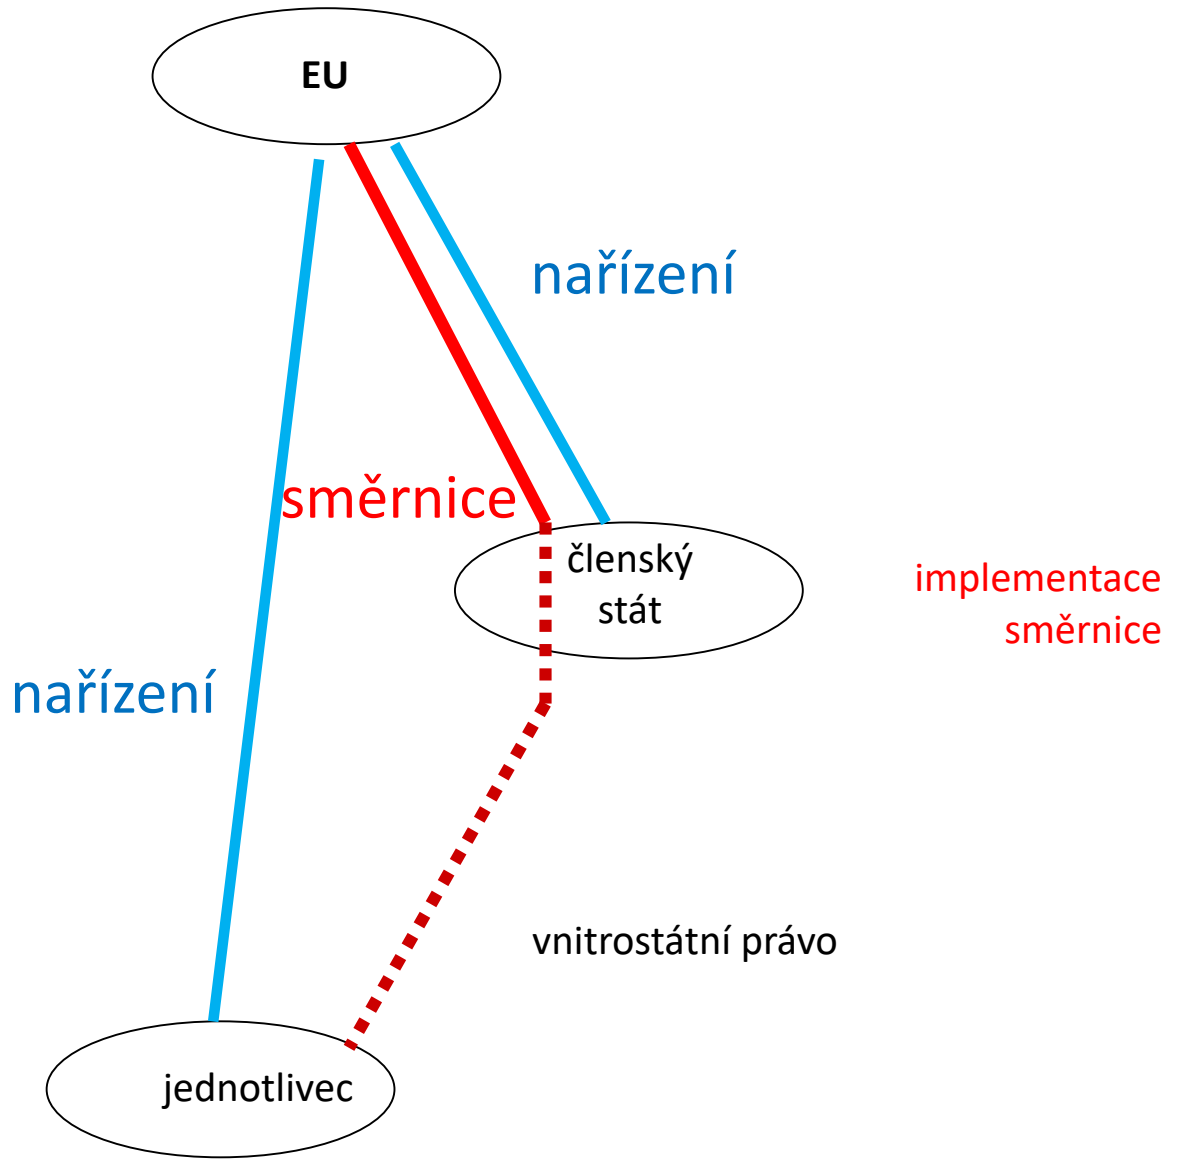 EU
nařízení
směrnice
členský
stát
implementace
směrnice
nařízení
vnitrostátní právo
jednotlivec